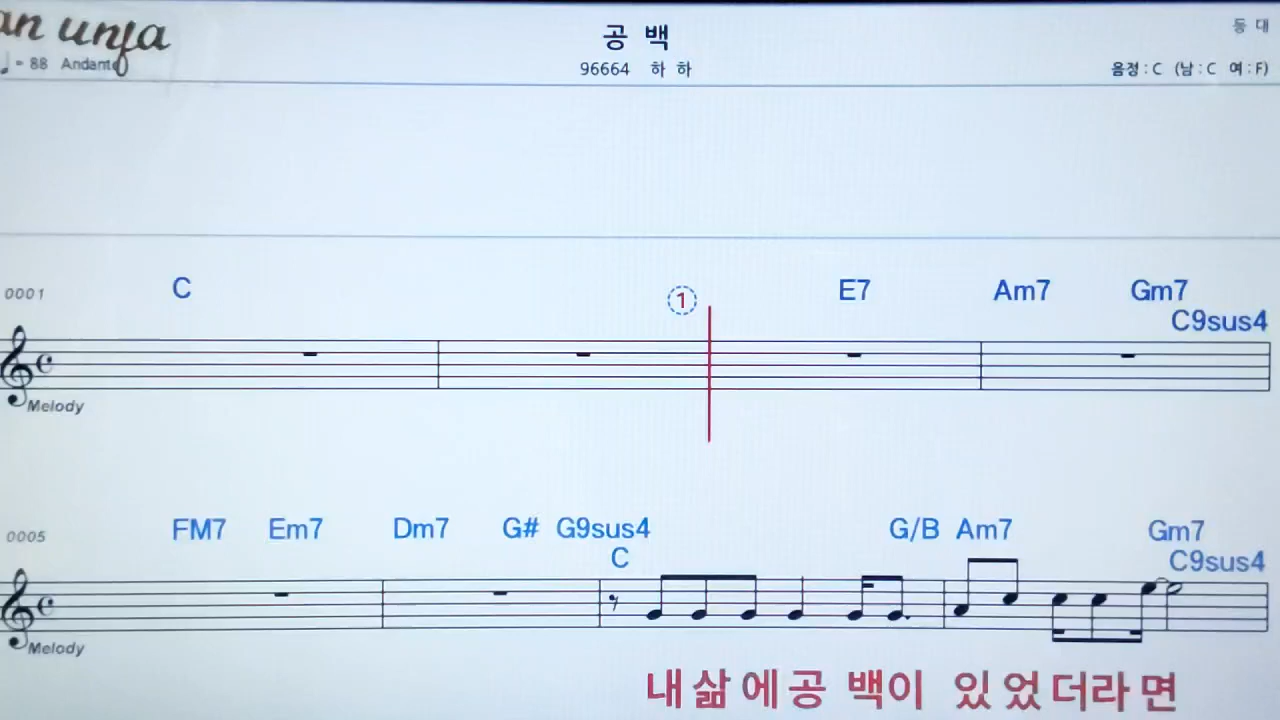 an unfa
공 백
등 대
♩= 88 Andante
96664 하 하
음정 : C (남 : C 여 : F)
0001
C
①
E7
Am7
Gm7
C9sus4
Melody
0005
FM7 Em7 Dm7 G# G9sus4
C
G/B Am7
Gm7
C9sus4
Melody
내 삶 에 공 백이 있 었 더라 면